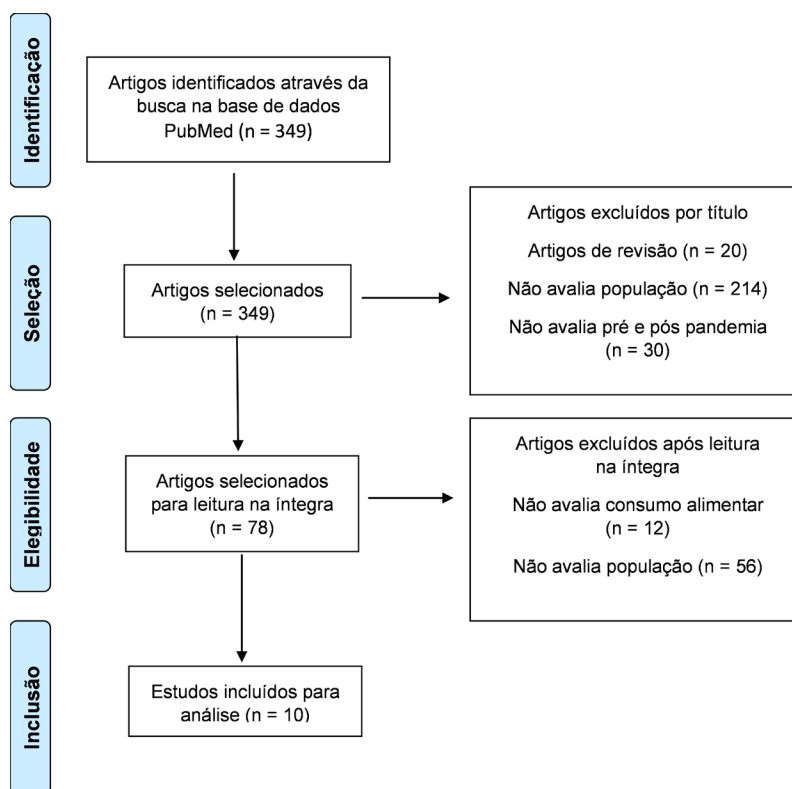 Identificação
Artigos identificados através da
busca na base de dados
PubMed (n = 349)
Seleção
Artigos selecionados
(n = 349)
Artigos excluídos por título
Artigos de revisão (n = 20)
Não avalia população (n = 214)
Não avalia pré e pós pandemia
(n = 30)
Elegibilidade
Artigos selecionados
para leitura na íntegra
(n = 78)
Artigos excluídos após leitura
na íntegra
Não avalia consumo alimentar
(n = 12)
Não avalia população (n = 56)
Inclusão
Estudos incluídos para
análise (n = 10)